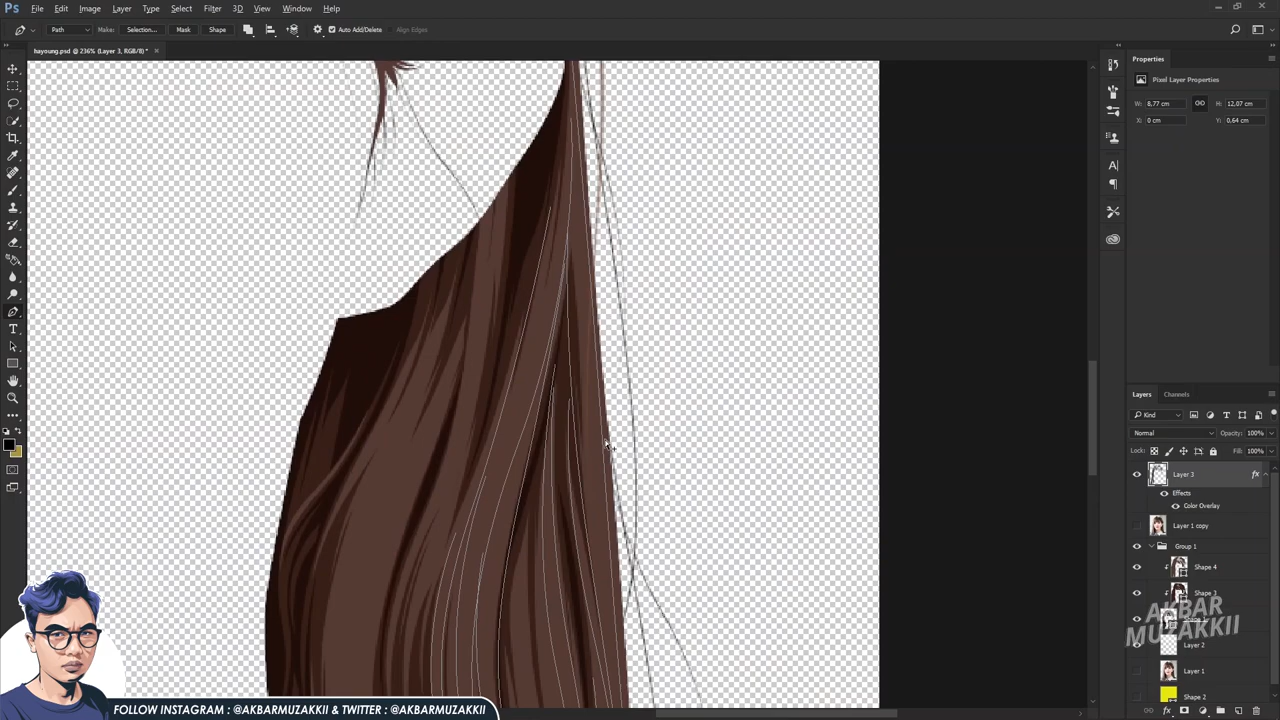 Ps File Edit Image Layer Type Select Filter 3D View Window Help
Path Make: Selection... Mask Shape Auto Add/Delete Align Edges
hayoung.psd @ 236% (Layer 3, RGB/8) * ×
Properties
Pixel Layer Properties
W: 8,77 cm H: 12,07 cm
X: 0 cm Y: 0,64 cm
Layers Channels
Kind
Normal Opacity: 100%
Lock: Fill: 100%
Layer 3 fx
Effects
Color Overlay
Layer 1 copy
Group 1
Shape 4
Shape 3
Layer 2
Layer 1
Shape 2
AKBAR
MUZAKKII
FOLLOW INSTAGRAM : @AKBARMUZAKKII & TWITTER : @AKBARMUZAKKII